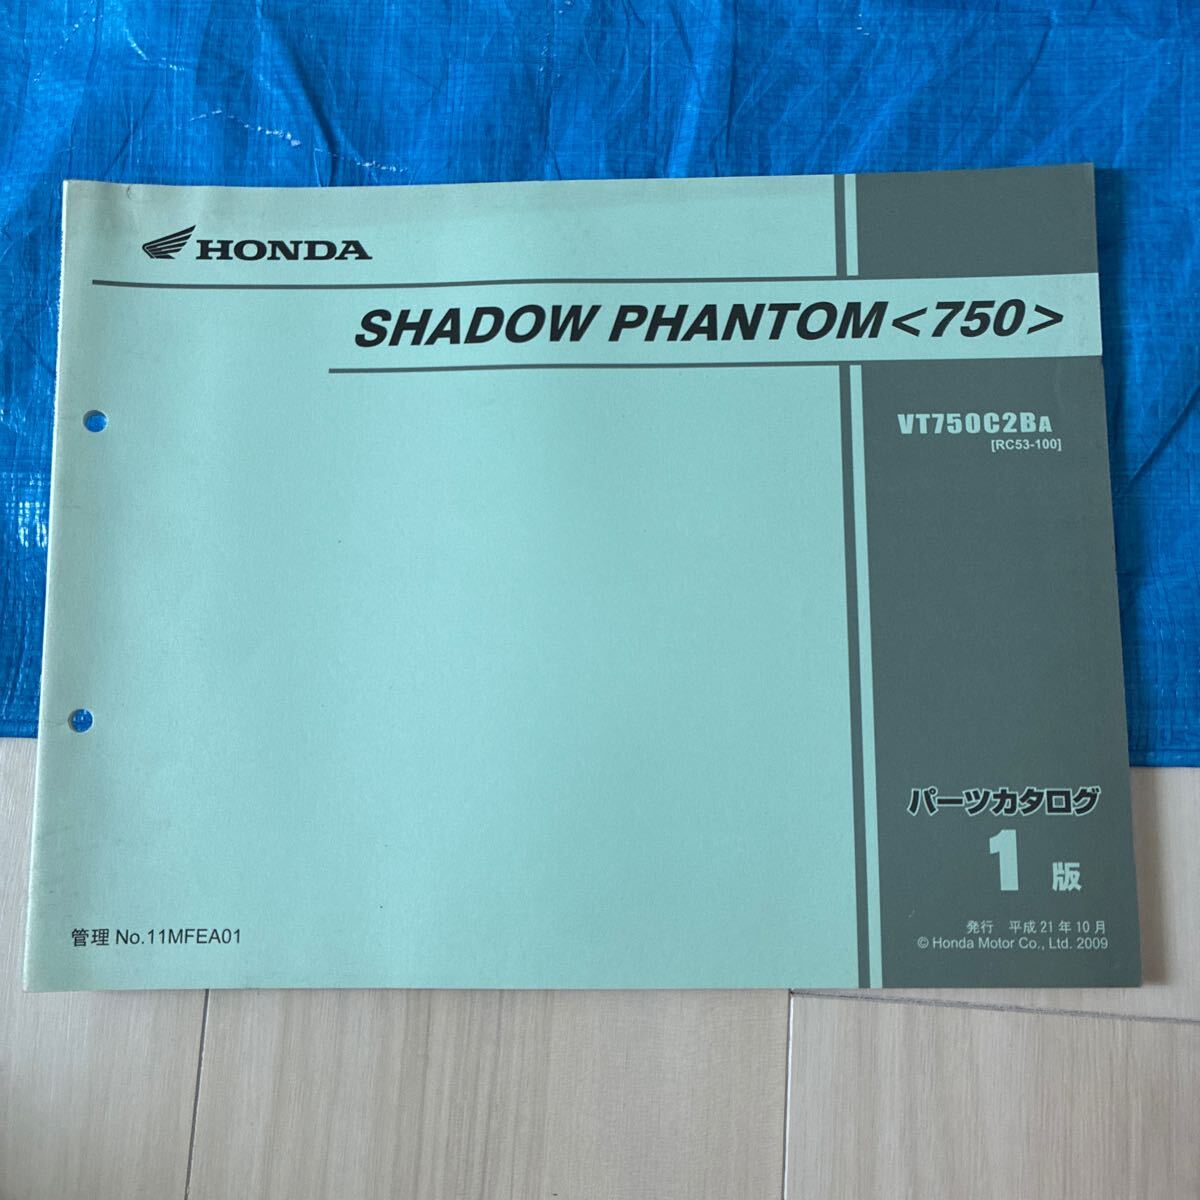 HONDA
SHADOW PHANTOM<750>
VT750C2BA
[RC53-100]
パーツカタログ
1版
発行 平成21年10月
© Honda Motor Co., Ltd. 2009
管理 No.11MFEA01